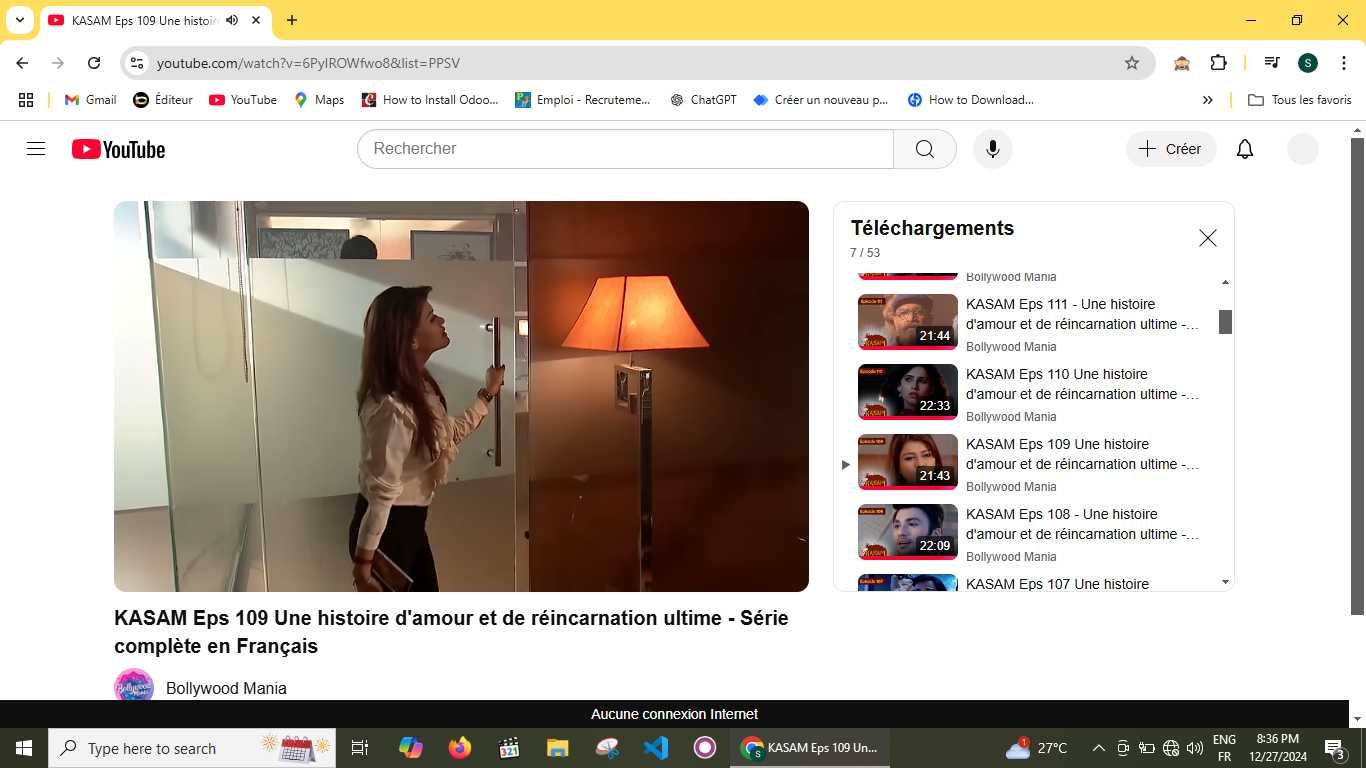 KASAM Eps 109 Une histoir
youtube.com/watch?v=6PyIROWfwo8&list=PPSV
S
Gmail
Éditeur
YouTube
Maps
How to Install Odoo...
Emploi - Recruteme...
ChatGPT
Créer un nouveau p...
How to Download...
Tous les favoris
YouTube
Rechercher
Créer
Téléchargements
7 / 53
Bollywood Mania
KASAM Eps 111 - Une histoire
d'amour et de réincarnation ultime -...
Bollywood Mania
21:44
KASAM Eps 110 Une histoire
d'amour et de réincarnation ultime -...
Bollywood Mania
22:33
KASAM Eps 109 Une histoire
d'amour et de réincarnation ultime -...
Bollywood Mania
21:43
KASAM Eps 108 - Une histoire
d'amour et de réincarnation ultime -...
Bollywood Mania
22:09
KASAM Eps 107 Une histoire
KASAM Eps 109 Une histoire d'amour et de réincarnation ultime - Série
complète en Français
Bollywood Mania
Aucune connexion Internet
Type here to search
KASAM Eps 109 Un...
27°C
ENG
FR
8:36 PM
12/27/2024
3